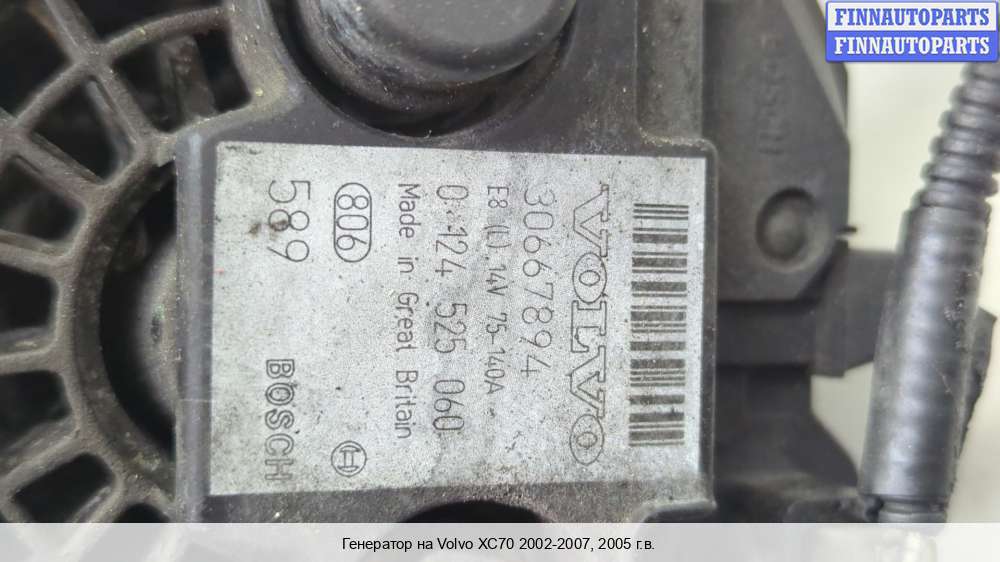 FINNAUTOPARTS
FINNAUTOPARTS
VOLVO
30667894
E8 (L) 14V 75-140A
0 124 525 060
Made in Great Britain
806
589 BOSCH
Генератор на Volvo XC70 2002-2007, 2005 г.в.